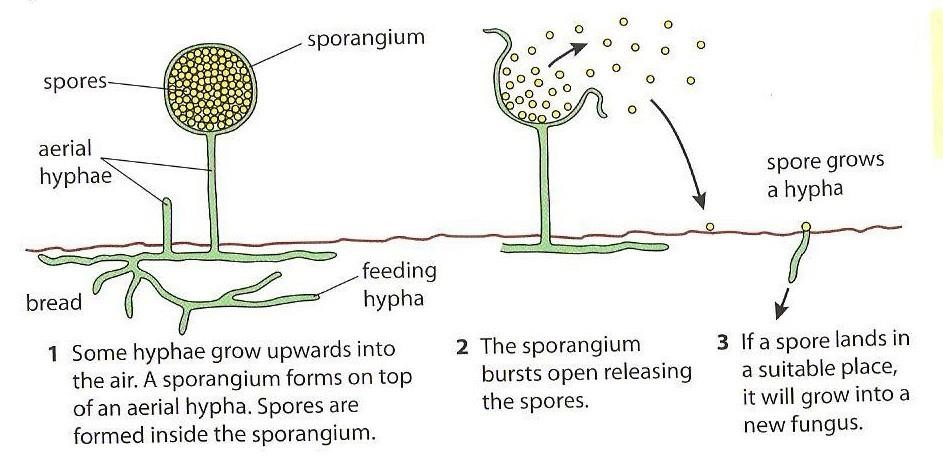 sporangium
spores
aerial
hyphae
bread
feeding
hypha
spore grows
a hypha
1 Some hyphae grow upwards into
the air. A sporangium forms on top
of an aerial hypha. Spores are
formed inside the sporangium.
2 The sporangium
bursts open releasing
the spores.
3 If a spore lands in
a suitable place,
it will grow into a
new fungus.